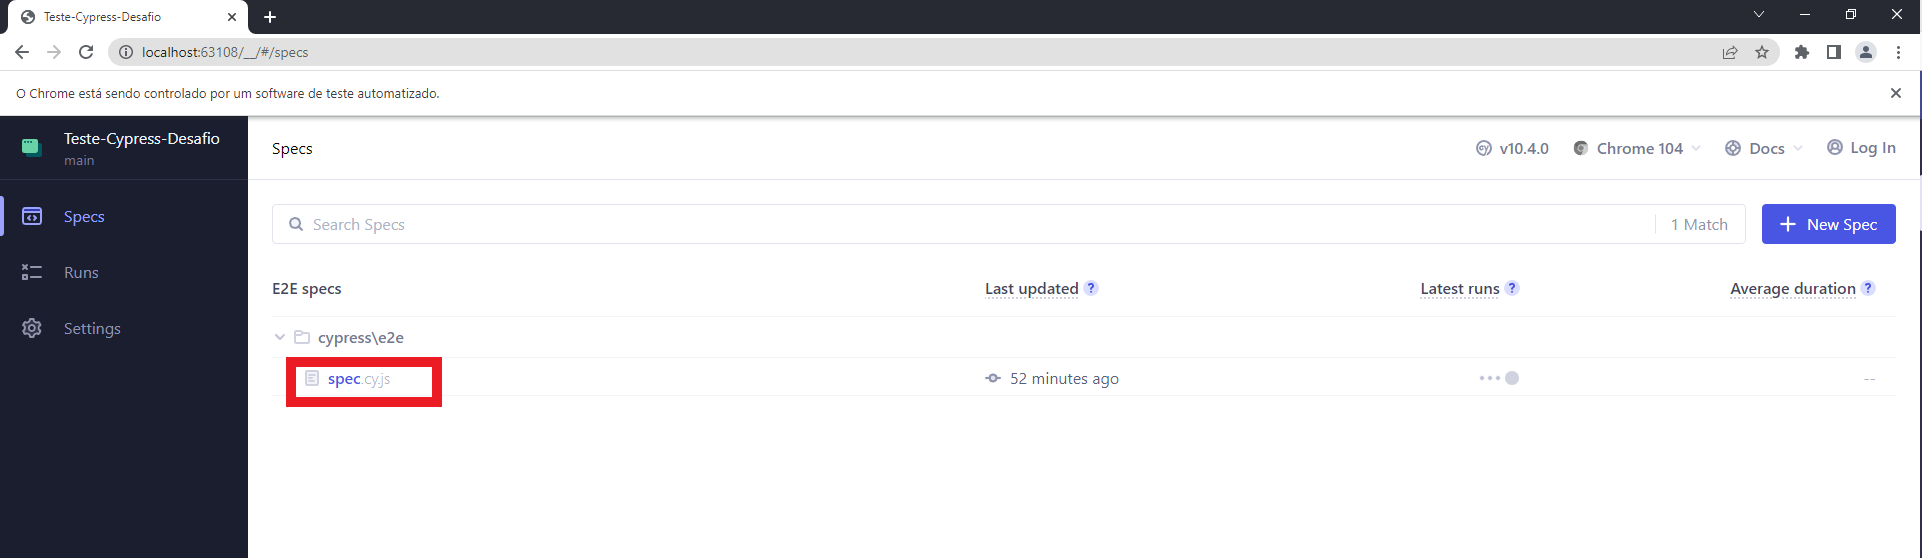 Teste-Cypress-Desafio
localhost:63108/__/#/specs
O Chrome está sendo controlado por um software de teste automatizado.
Teste-Cypress-Desafio
main
Specs
Runs
Settings
Specs
v10.4.0
Chrome 104
Docs
Log In
Search Specs
1 Match
New Spec
E2E specs
Last updated ?
Latest runs ?
Average duration ?
cypress\e2e
spec.cy.js
52 minutes ago
--